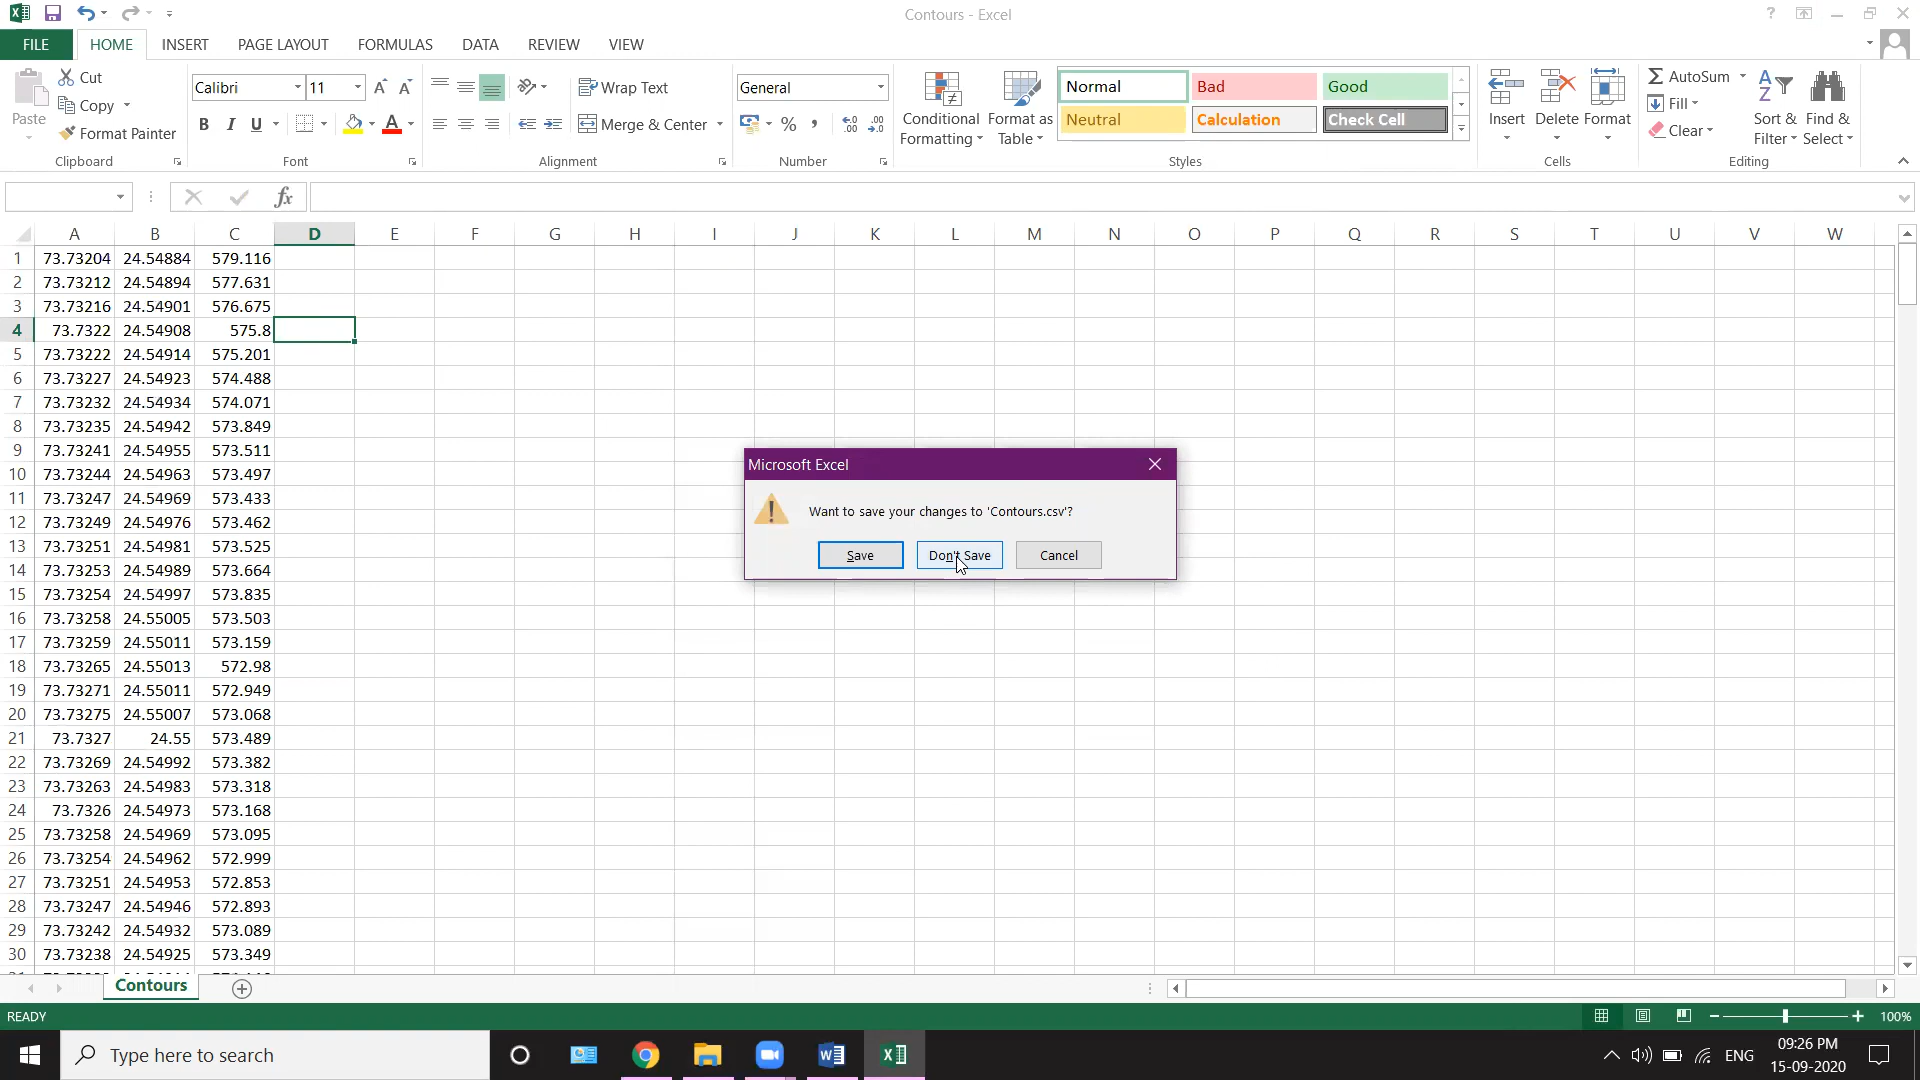 Contours - Excel
FILE HOME INSERT PAGE LAYOUT FORMULAS DATA REVIEW VIEW
Paste
Cut
Copy
Format Painter
Clipboard
Calibri 11
B I U
Font
Wrap Text
Merge & Center
Alignment
General
%
Number
Conditional Formatting
Format as Table
Normal Bad Good
Neutral Calculation Check Cell
Styles
Insert Delete Format
Cells
AutoSum
Fill
Clear
Sort & Filter
Find & Select
Editing
fx
A B C D E F G H I J K L M N O P Q R S T U V W
1 73.73204 24.54884 579.116
2 73.73212 24.54894 577.631
3 73.73216 24.54901 576.675
4 73.7322 24.54908 575.8
5 73.73222 24.54914 575.201
6 73.73227 24.54923 574.488
7 73.73232 24.54934 574.071
8 73.73235 24.54942 573.849
9 73.73241 24.54955 573.511
10 73.73244 24.54963 573.497
11 73.73247 24.54969 573.433
12 73.73249 24.54976 573.462
13 73.73251 24.54981 573.525
14 73.73253 24.54989 573.664
15 73.73254 24.54997 573.835
16 73.73258 24.55005 573.503
17 73.73259 24.55011 573.159
18 73.73265 24.55013 572.98
19 73.73271 24.55011 572.949
20 73.73275 24.55007 573.068
21 73.7327 24.55 573.489
22 73.73269 24.54992 573.382
23 73.73263 24.54983 573.318
24 73.7326 24.54973 573.168
25 73.73258 24.54969 573.095
26 73.73254 24.54962 572.999
27 73.73251 24.54953 572.853
28 73.73247 24.54946 572.893
29 73.73242 24.54932 573.089
30 73.73238 24.54925 573.349
Microsoft Excel
Want to save your changes to 'Contours.csv'?
Save Don't Save Cancel
Contours
READY
100%
Type here to search
ENG
09:26 PM
15-09-2020